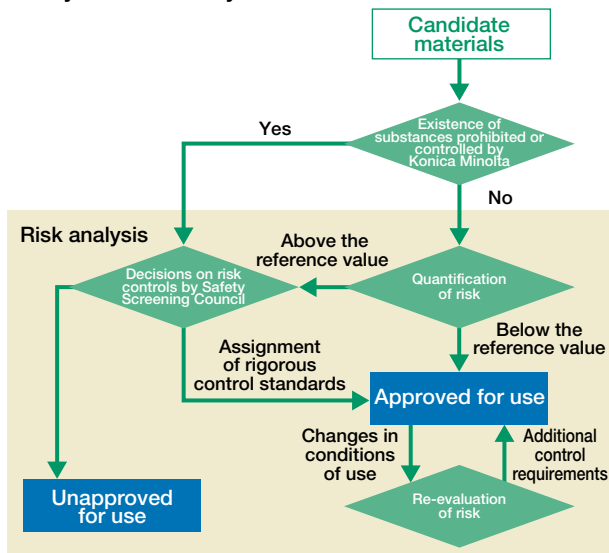 Candidate
materials
Existence of
substances prohibited or
controlled by
Konica Minolta
Yes
No
Risk analysis
Above the
reference value
Decisions on risk
controls by Safety
Screening Council
Quantification
of risk
Below the
reference value
Assignment
of rigorous
control standards
Approved for use
Changes in
conditions
of use
Additional
control
requirements
Unapproved
for use
Re-evaluation
of risk